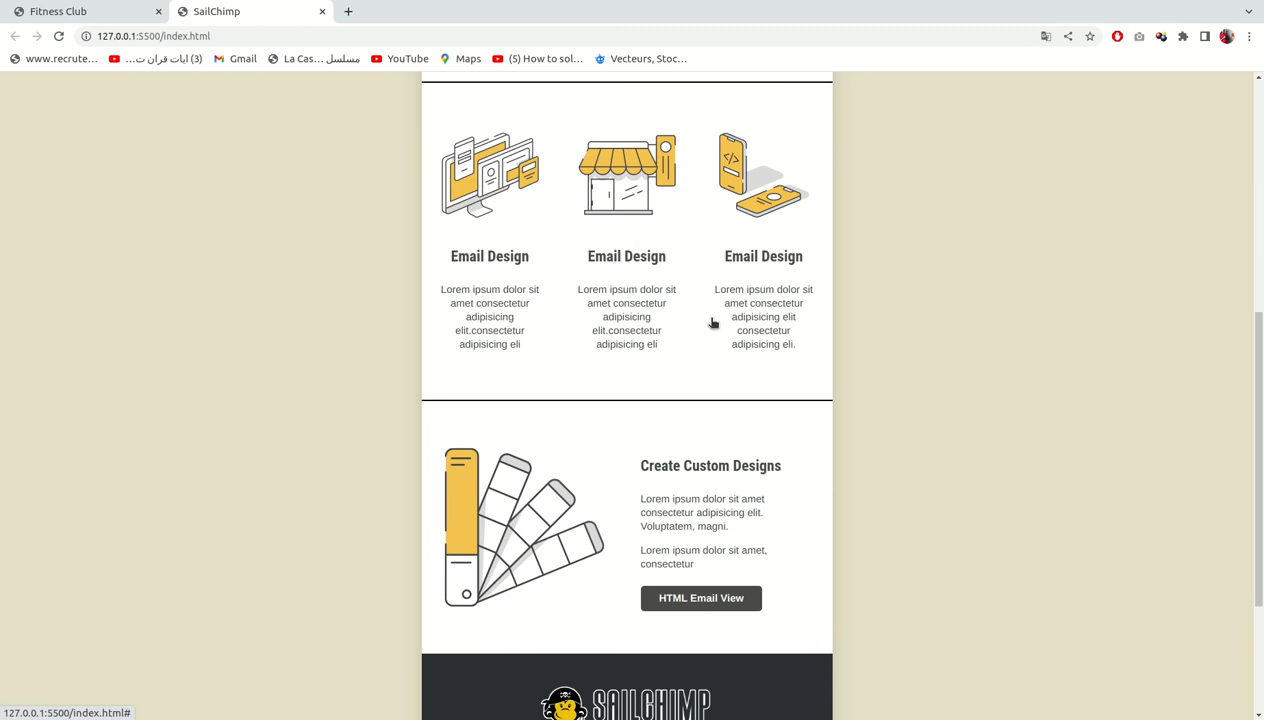 Fitness Club
SailChimp
127.0.0.1:5500/index.html
www.recrute...
(3) ايات قران ت...
Gmail
La Cas... مسلسل
YouTube
Maps
(5) How to sol...
Vecteurs, Stoc...
Email Design
Email Design
Email Design
Lorem ipsum dolor sit
amet consectetur
adipisicing
elit.consectetur
adipisicing eli
Lorem ipsum dolor sit
amet consectetur
adipisicing
elit.consectetur
adipisicing eli
Lorem ipsum dolor sit
amet consectetur
adipisicing elit
consectetur
adipisicing eli.
Create Custom Designs
Lorem ipsum dolor sit amet
consectetur adipisicing elit.
Voluptatem, magni.
Lorem ipsum dolor sit amet,
consectetur
HTML Email View
SAILCHIMP
127.0.0.1:5500/index.html#